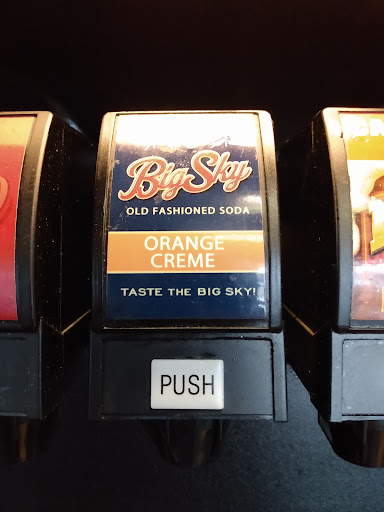 Big Sky
OLD FASHIONED SODA
ORANGE
CREME
TASTE THE BIG SKY!
PUSH